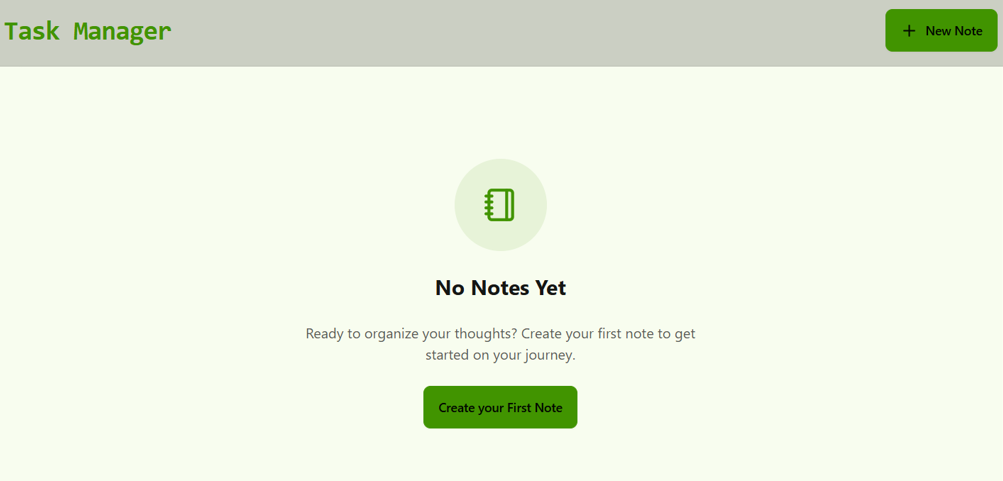 Task Manager
New Note
No Notes Yet
Ready to organize your thoughts? Create your first note to get
started on your journey.
Create your First Note